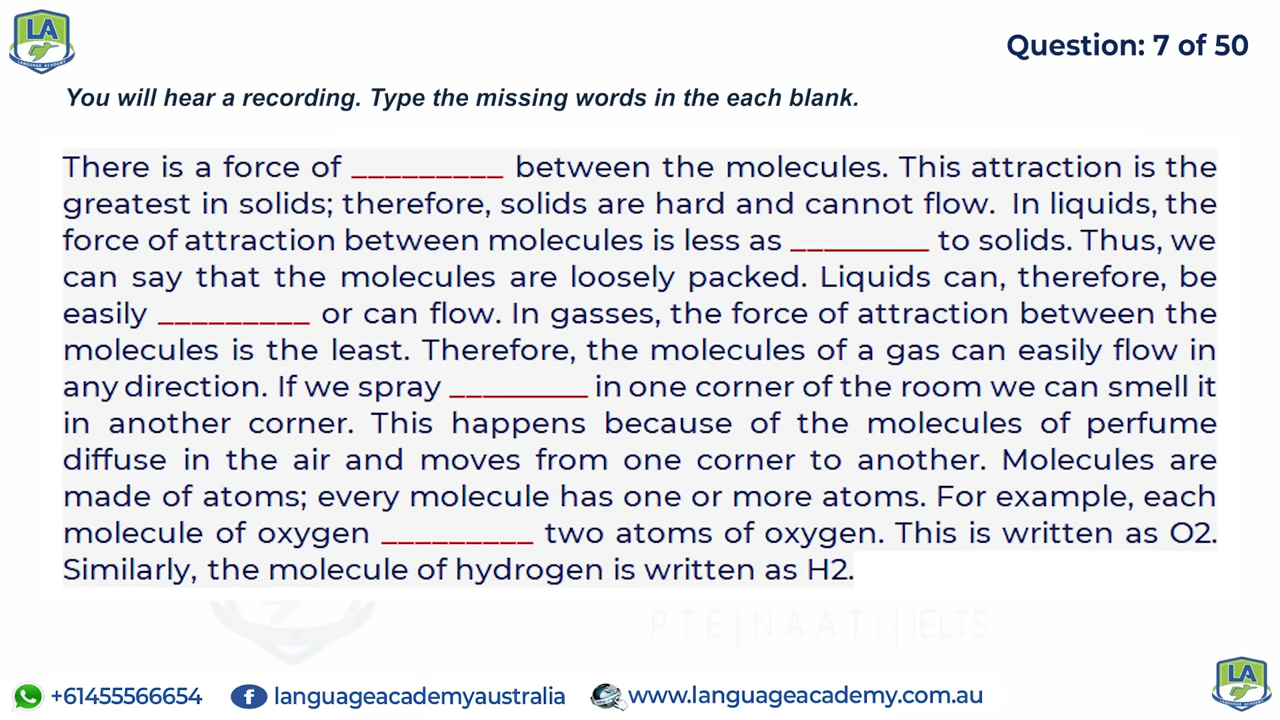 LA
LANGUAGE ACADEMY
Question: 7 of 50
You will hear a recording. Type the missing words in the each blank.
There is a force of _________ between the molecules. This attraction is the
greatest in solids; therefore, solids are hard and cannot flow. In liquids, the
force of attraction between molecules is less as _________ to solids. Thus, we
can say that the molecules are loosely packed. Liquids can, therefore, be
easily _________ or can flow. In gasses, the force of attraction between the
molecules is the least. Therefore, the molecules of a gas can easily flow in
any direction. If we spray _________ in one corner of the room we can smell it
in another corner. This happens because of the molecules of perfume
diffuse in the air and moves from one corner to another. Molecules are
made of atoms; every molecule has one or more atoms. For example, each
molecule of oxygen _________ two atoms of oxygen. This is written as O2.
Similarly, the molecule of hydrogen is written as H2.
PTE|NAATI|IELTS
+61455566654 languageacademyaustralia www.languageacademy.com.au
LA